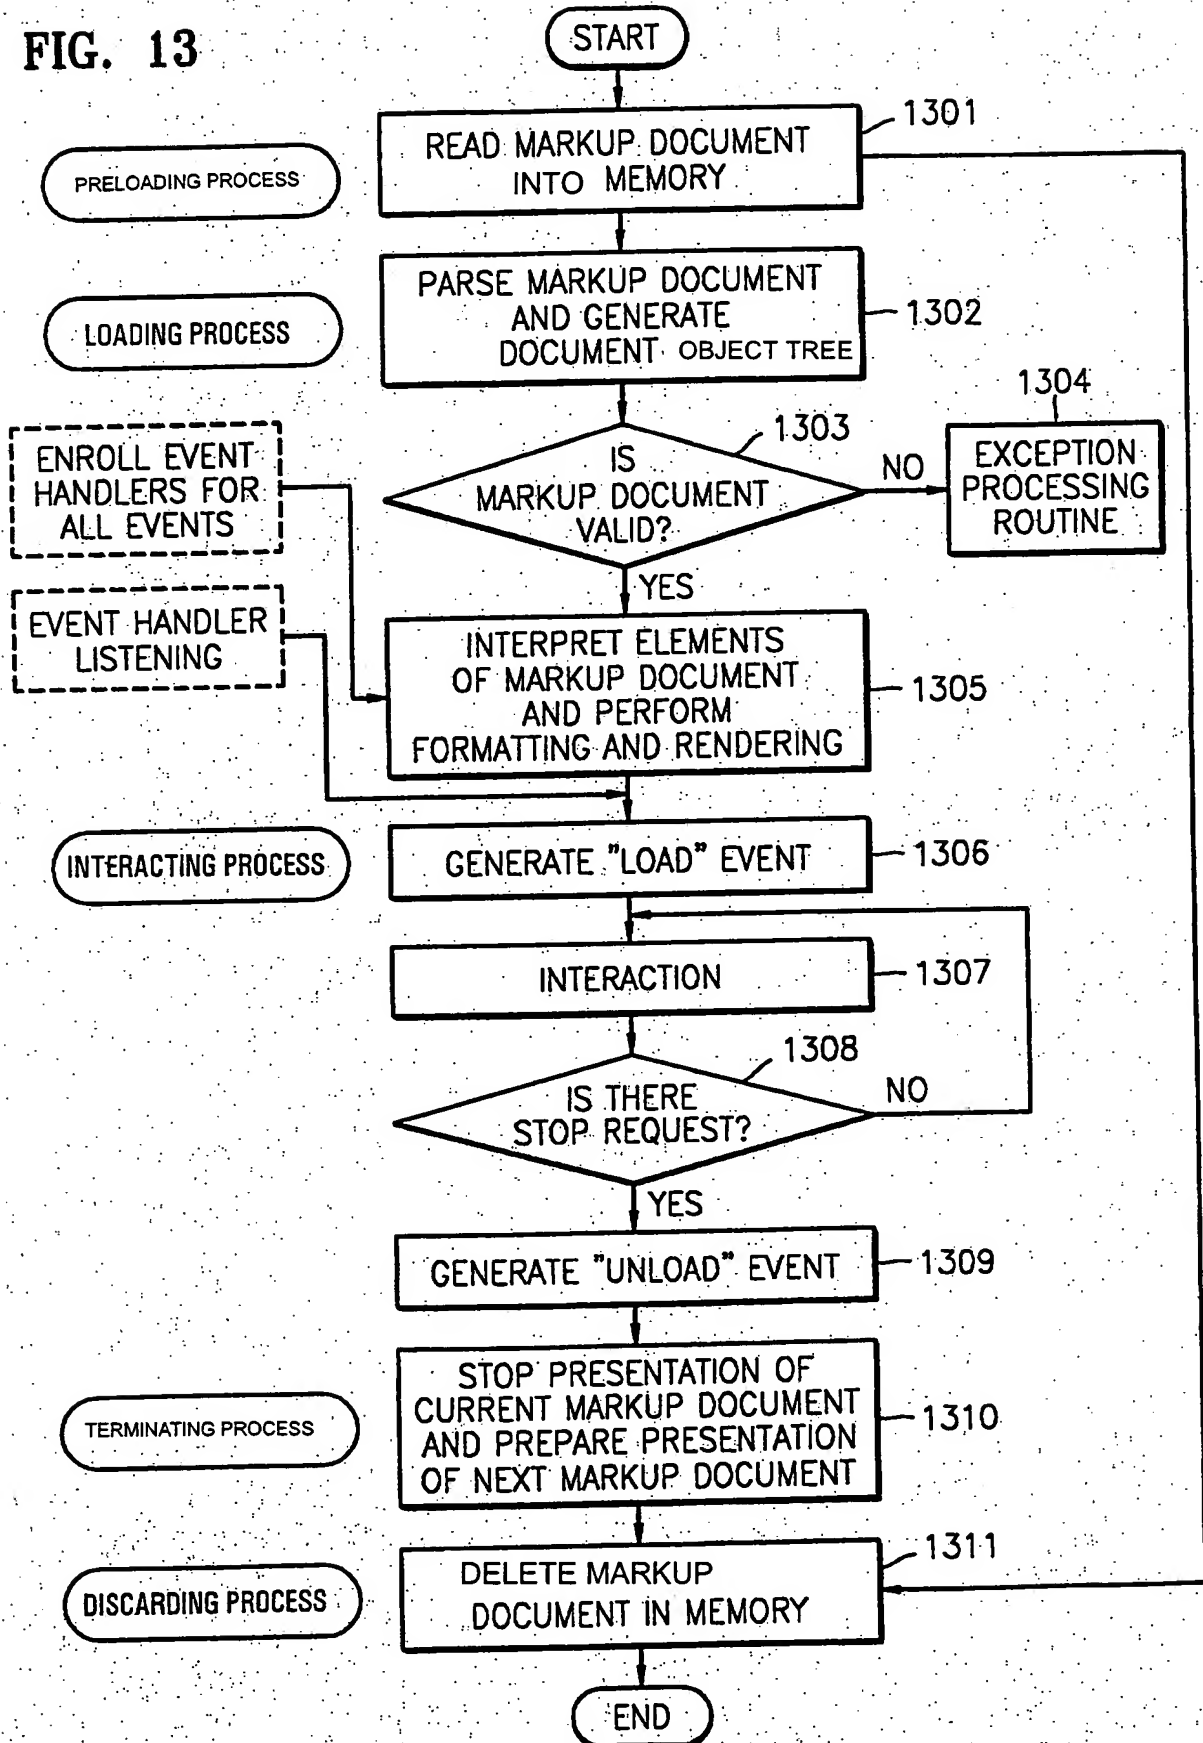 FIG. 13
START
1301
READ MARKUP DOCUMENT
INTO MEMORY
PRELOADING PROCESS
PARSE MARKUP DOCUMENT
AND GENERATE
DOCUMENT OBJECT TREE
1302
LOADING PROCESS
1304
1303
ENROLL EVENT
HANDLERS FOR
ALL EVENTS
IS
MARKUP DOCUMENT
VALID?
NO
EXCEPTION
PROCESSING
ROUTINE
YES
EVENT HANDLER
LISTENING
INTERPRET ELEMENTS
OF MARKUP DOCUMENT
AND PERFORM
FORMATTING AND RENDERING
1305
INTERACTING PROCESS
GENERATE "LOAD" EVENT
1306
INTERACTION
1307
1308
IS THERE
STOP REQUEST?
NO
YES
GENERATE "UNLOAD" EVENT
1309
STOP PRESENTATION OF
CURRENT MARKUP DOCUMENT
AND PREPARE PRESENTATION
OF NEXT MARKUP DOCUMENT
1310
TERMINATING PROCESS
1311
DELETE MARKUP
DOCUMENT IN MEMORY
DISCARDING PROCESS
END